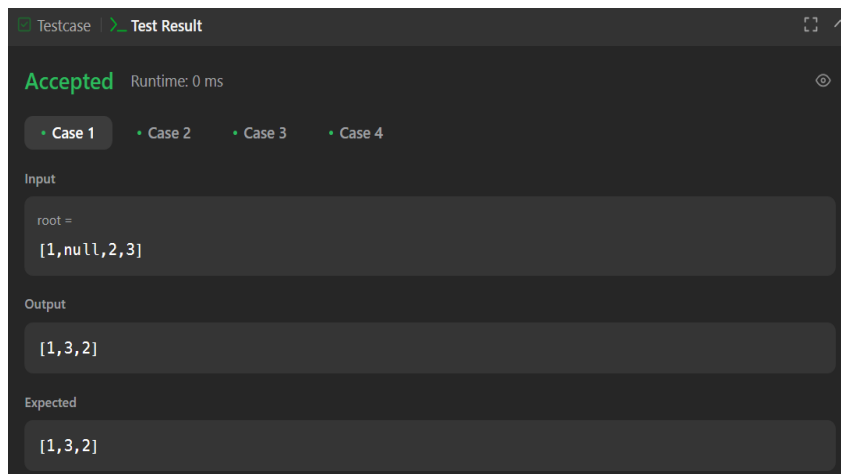 Testcase Test Result
Accepted Runtime: 0 ms
Case 1 Case 2 Case 3 Case 4
Input
root =
[1,null,2,3]
Output
[1,3,2]
Expected
[1,3,2]